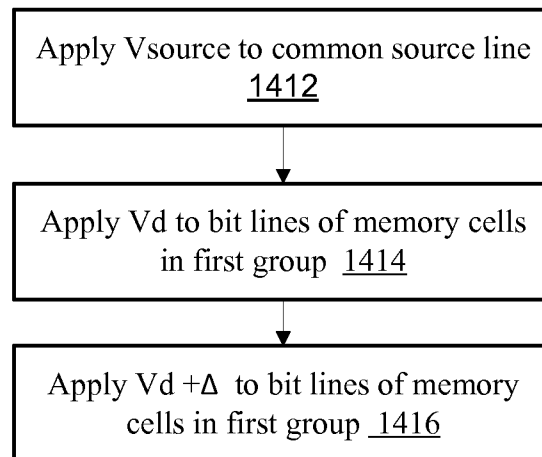 Apply Vsource to common source line
1412
Apply Vd to bit lines of memory cells
in first group 1414
Apply Vd +Δ to bit lines of memory
cells in first group 1416